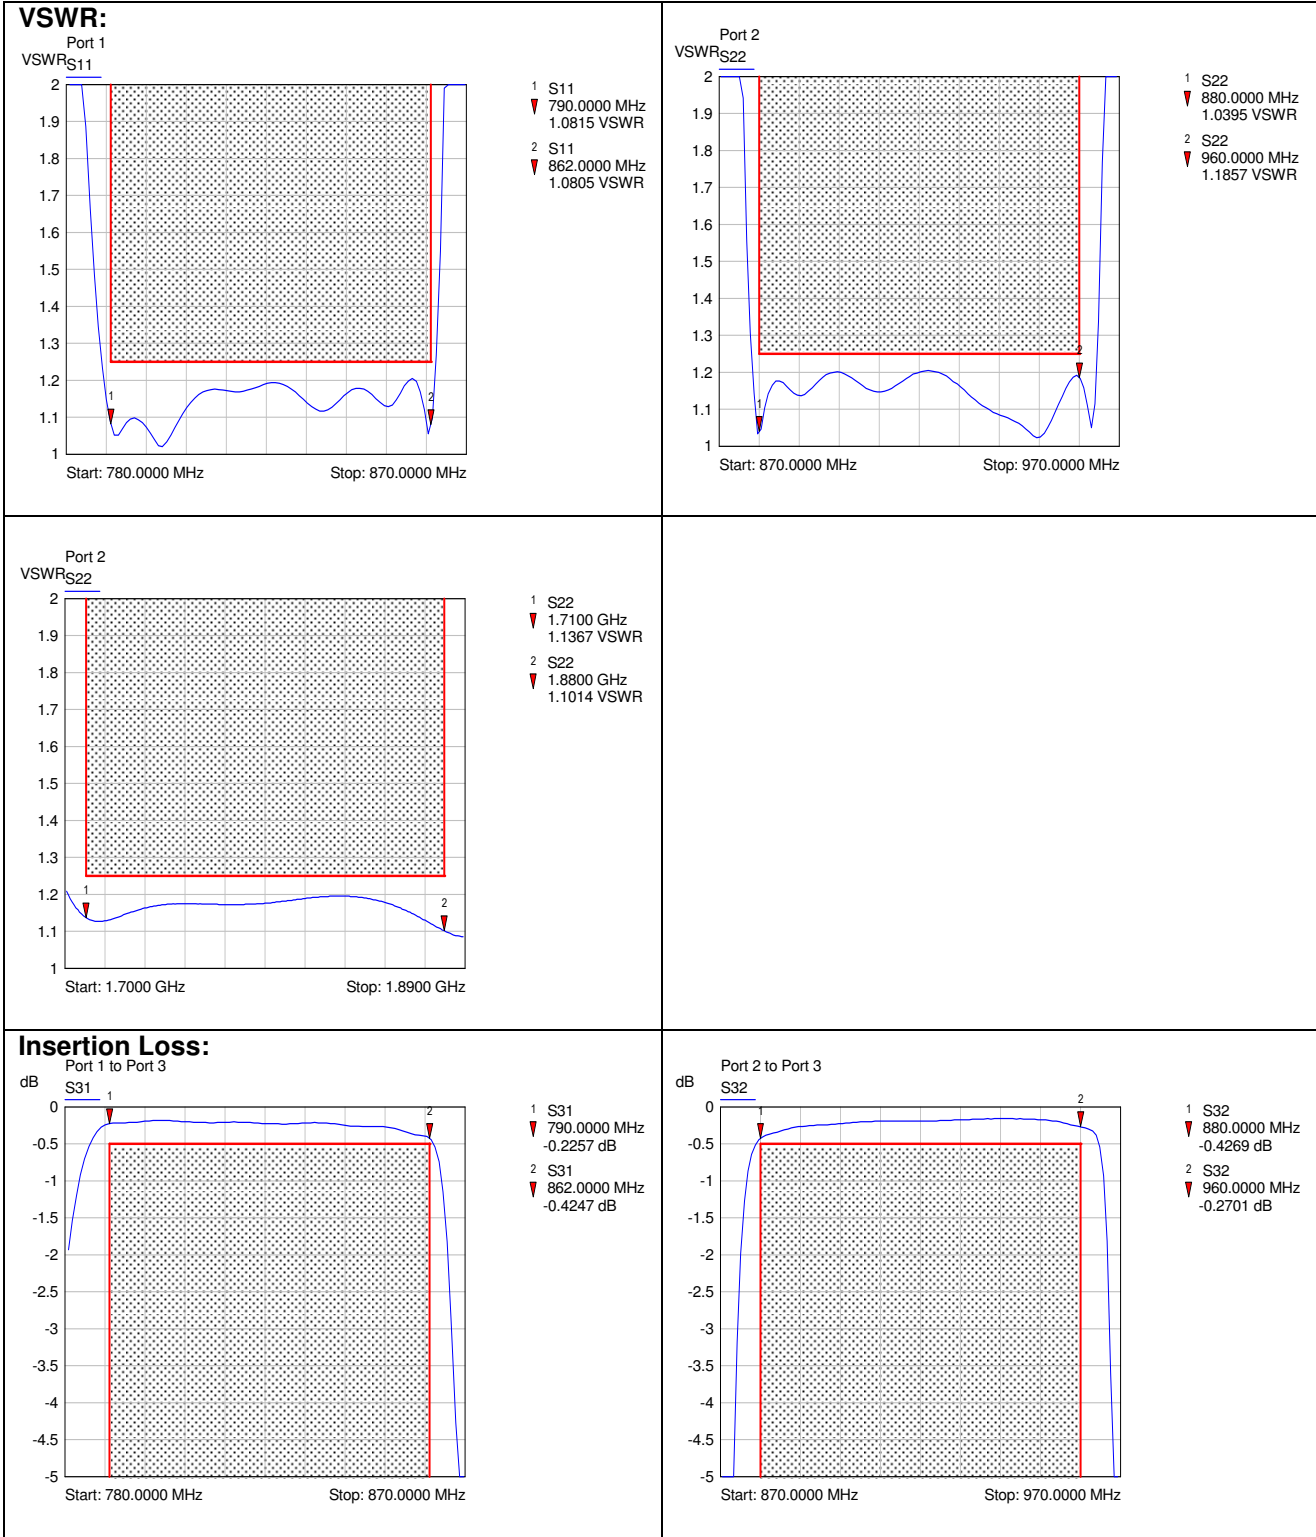 VSWR:
Port 1
VSWR
S11
2
1.9
1.8
1.7
1.6
1.5
1.4
1.3
1.2
1.1
1
1
2
Start: 780.0000 MHz
Stop: 870.0000 MHz
1 S11
790.0000 MHz
1.0815 VSWR
2 S11
862.0000 MHz
1.0805 VSWR
Port 2
VSWR
S22
2
1.9
1.8
1.7
1.6
1.5
1.4
1.3
1.2
1.1
1
1
2
Start: 870.0000 MHz
Stop: 970.0000 MHz
1 S22
880.0000 MHz
1.0395 VSWR
2 S22
960.0000 MHz
1.1857 VSWR
Port 2
VSWR
S22
2
1.9
1.8
1.7
1.6
1.5
1.4
1.3
1.2
1.1
1
1
2
Start: 1.7000 GHz
Stop: 1.8900 GHz
1 S22
1.7100 GHz
1.1367 VSWR
2 S22
1.8800 GHz
1.1014 VSWR
Insertion Loss:
Port 1 to Port 3
dB
S31
0
-0.5
-1
-1.5
-2
-2.5
-3
-3.5
-4
-4.5
-5
1
2
Start: 780.0000 MHz
Stop: 870.0000 MHz
1 S31
790.0000 MHz
-0.2257 dB
2 S31
862.0000 MHz
-0.4247 dB
Port 2 to Port 3
dB
S32
0
-0.5
-1
-1.5
-2
-2.5
-3
-3.5
-4
-4.5
-5
1
2
Start: 870.0000 MHz
Stop: 970.0000 MHz
1 S32
880.0000 MHz
-0.4269 dB
2 S32
960.0000 MHz
-0.2701 dB